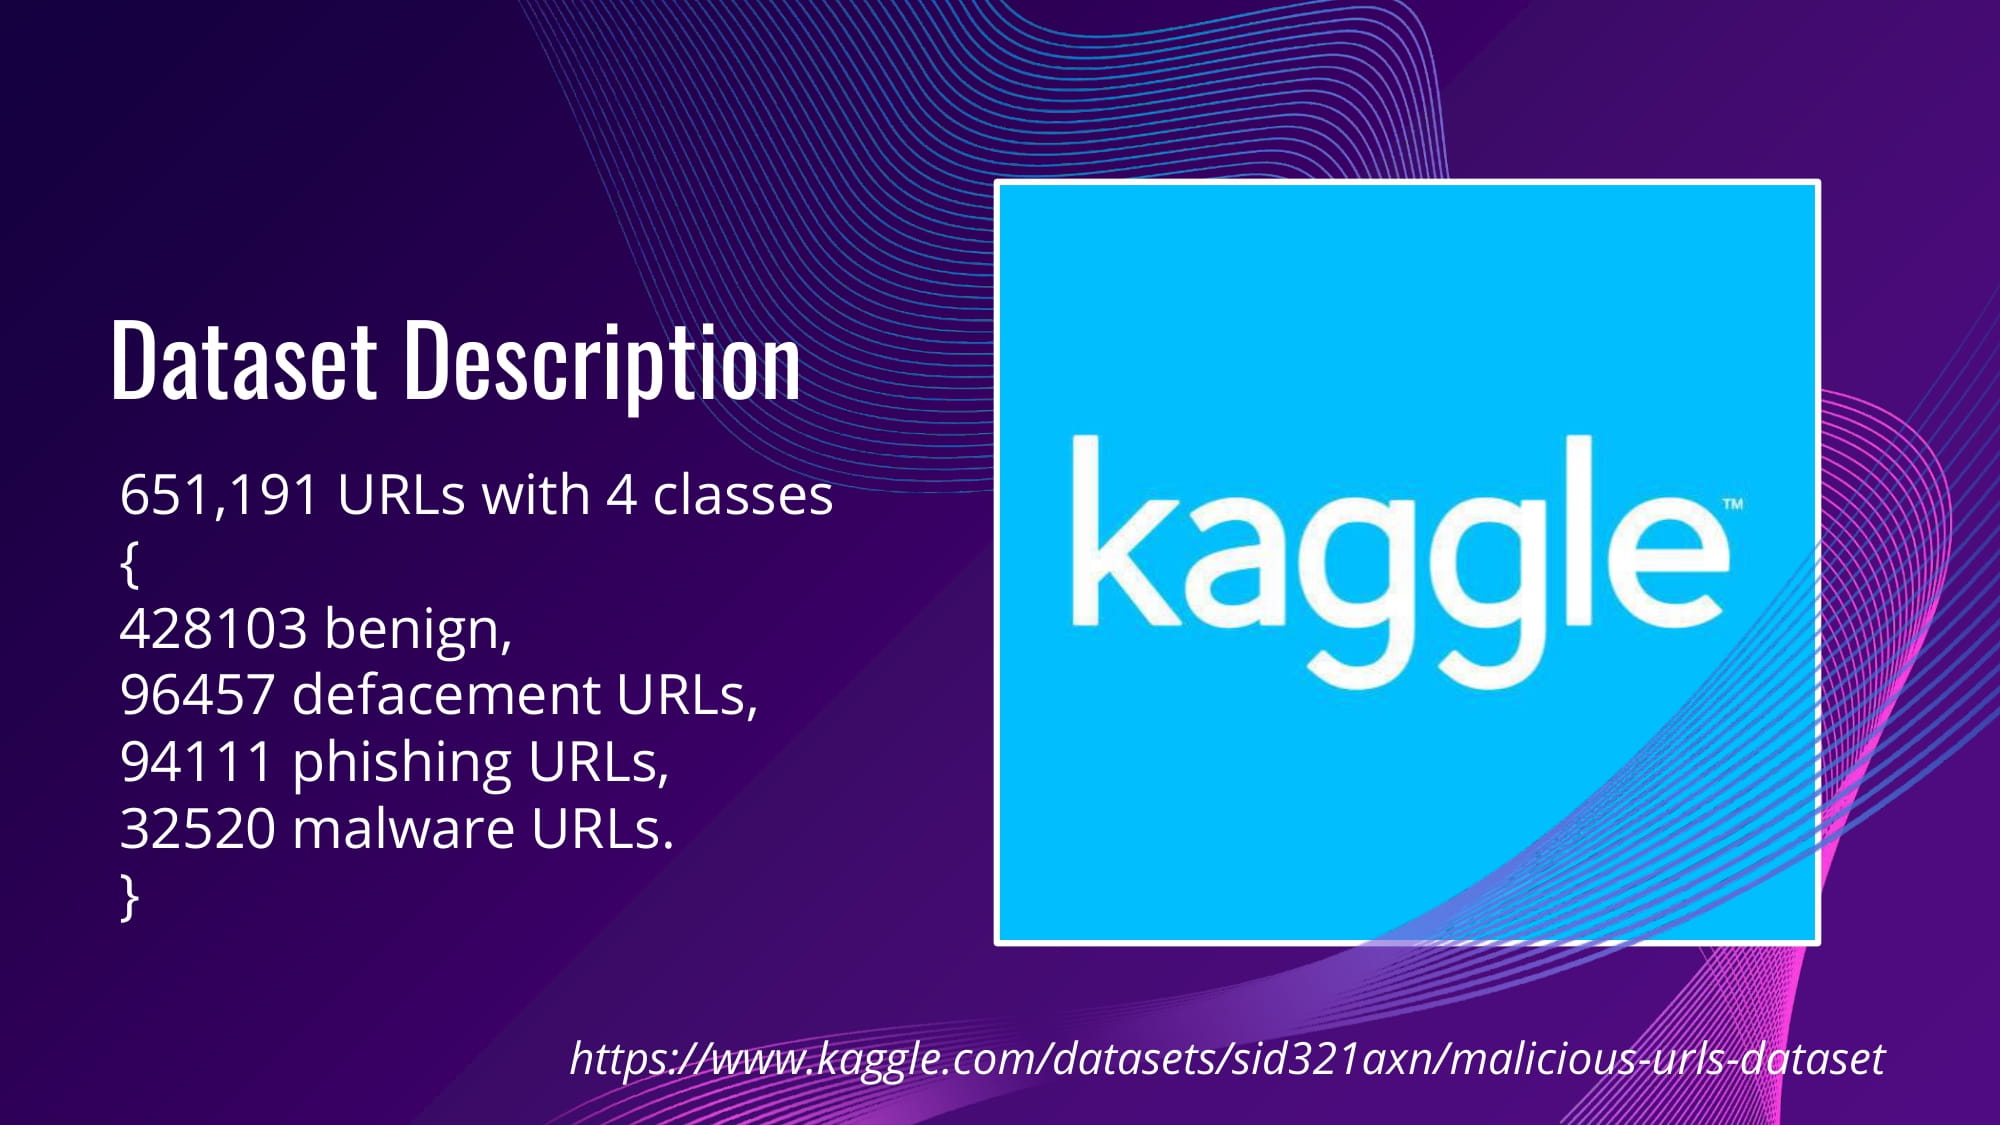 Dataset Description
651,191 URLs with 4 classes
{
428103 benign,
96457 defacement URLs,
94111 phishing URLs,
32520 malware URLs.
}
kaggle™
https://www.kaggle.com/datasets/sid321axn/malicious-urls-dataset